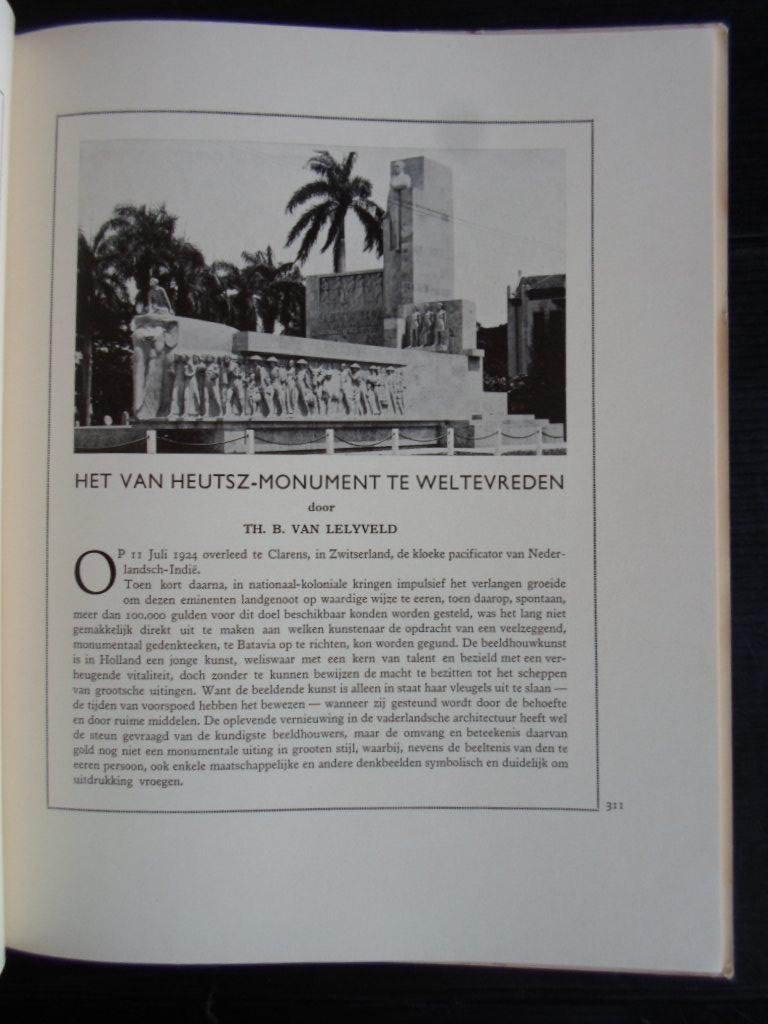 HET VAN HEUTSZ-MONUMENT TE WELTEVREDEN
door
TH. B. VAN LELYVELD
OP 11 Juli 1924 overleed te Clarens, in Zwitserland, de kloeke pacificator van Neder-
landsch-Indië.
Toen kort daarna, in nationaal-koloniale kringen impulsief het verlangen groeide
om dezen eminenten landgenoot op waardige wijze te eeren, toen daarop, spontaan,
meer dan 100.000 gulden voor dit doel beschikbaar konden worden gesteld, was het lang niet
gemakkelijk direkt uit te maken aan welken kunstenaar de opdracht van een veelzeggend,
monumentaal gedenkteeken, te Batavia op te richten, kon worden gegund. De beeldhouwkunst
is in Holland een jonge kunst, weliswaar met een kern van talent en bezield met een ver-
heugende vitaliteit, doch zonder te kunnen bewijzen de macht te bezitten tot het scheppen
van grootsche uitingen. Want de beeldende kunst is alleen in staat haar vleugels uit te slaan —
de tijden van voorspoed hebben het bewezen — wanneer zij gesteund wordt door de behoefte
en door ruime middelen. De oplevende vernieuwing in de vaderlandsche architectuur heeft wel
de steun gevraagd van de kundigste beeldhouwers, maar de omvang en beteekenis daarvan
gold nog niet een monumentale uiting in grooten stijl, waarbij, nevens de beeltenis van den te
eeren persoon, ook enkele maatschappelijke en andere denkbeelden symbolisch en duidelijk om
uitdrukking vroegen.
311